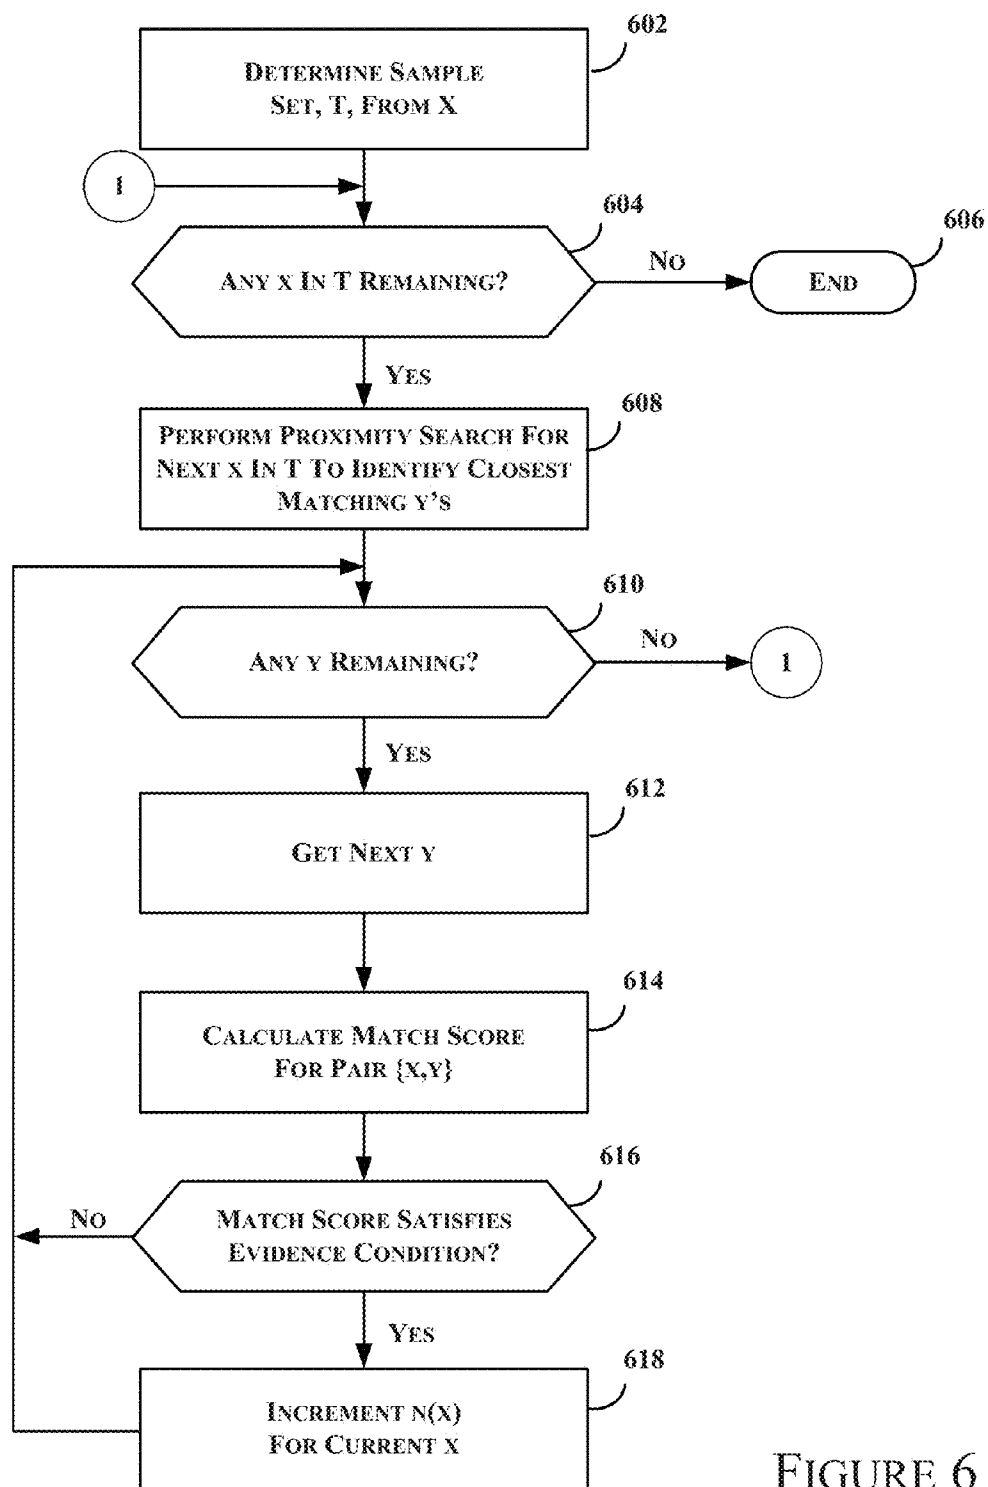 602
DETERMINE SAMPLE
SET, T, FROM X
1
604
ANY X IN T REMAINING?
NO
606
END
YES
608
PERFORM PROXIMITY SEARCH FOR
NEXT X IN T TO IDENTIFY CLOSEST
MATCHING Y'S
610
ANY Y REMAINING?
NO
1
YES
612
GET NEXT Y
614
CALCULATE MATCH SCORE
FOR PAIR {X,Y}
616
MATCH SCORE SATISFIES
EVIDENCE CONDITION?
NO
YES
618
INCREMENT N(X)
FOR CURRENT X
FIGURE 6